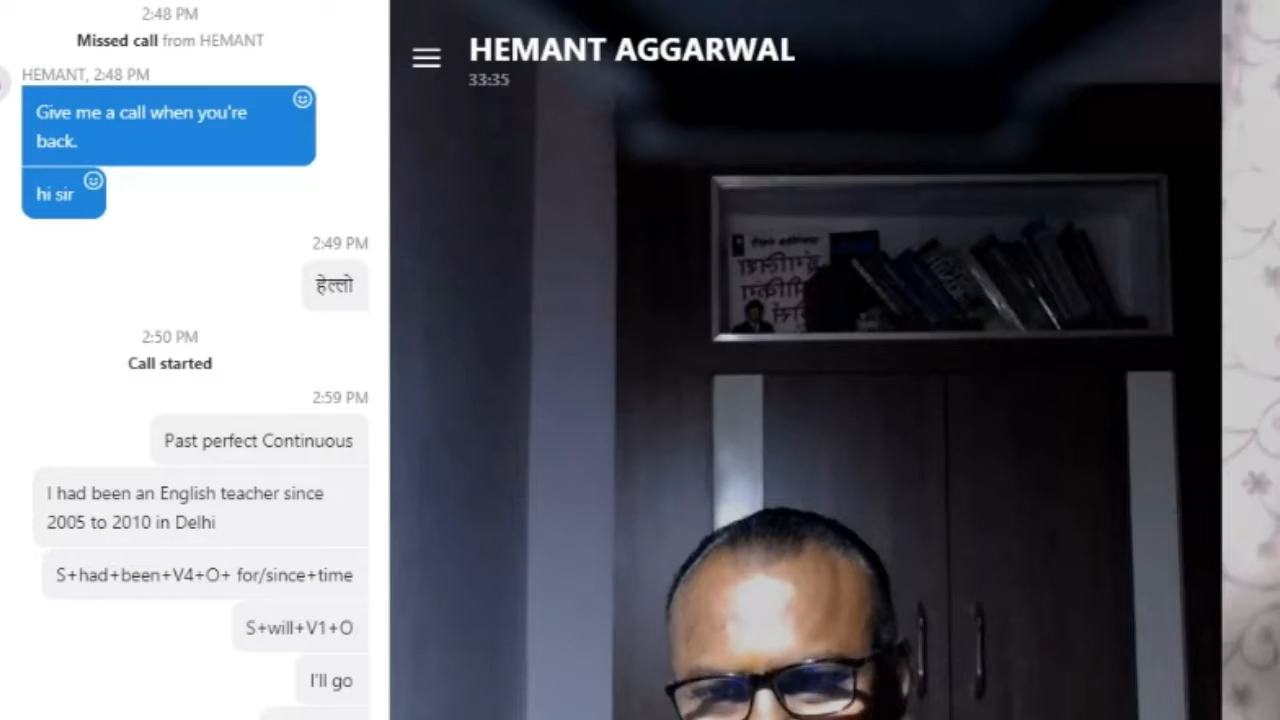 2:48 PM
Missed call from HEMANT
HEMANT, 2:48 PM
Give me a call when you're
back.
hi sir
2:49 PM
हेल्लो
2:50 PM
Call started
2:59 PM
Past perfect Continuous
I had been an English teacher since
2005 to 2010 in Delhi
S+had+been+V4+O+ for/since+time
S+will+V1+O
I'll go
HEMANT AGGARWAL
33:35
इंगलिश
स्पीकिंग
कोर्स